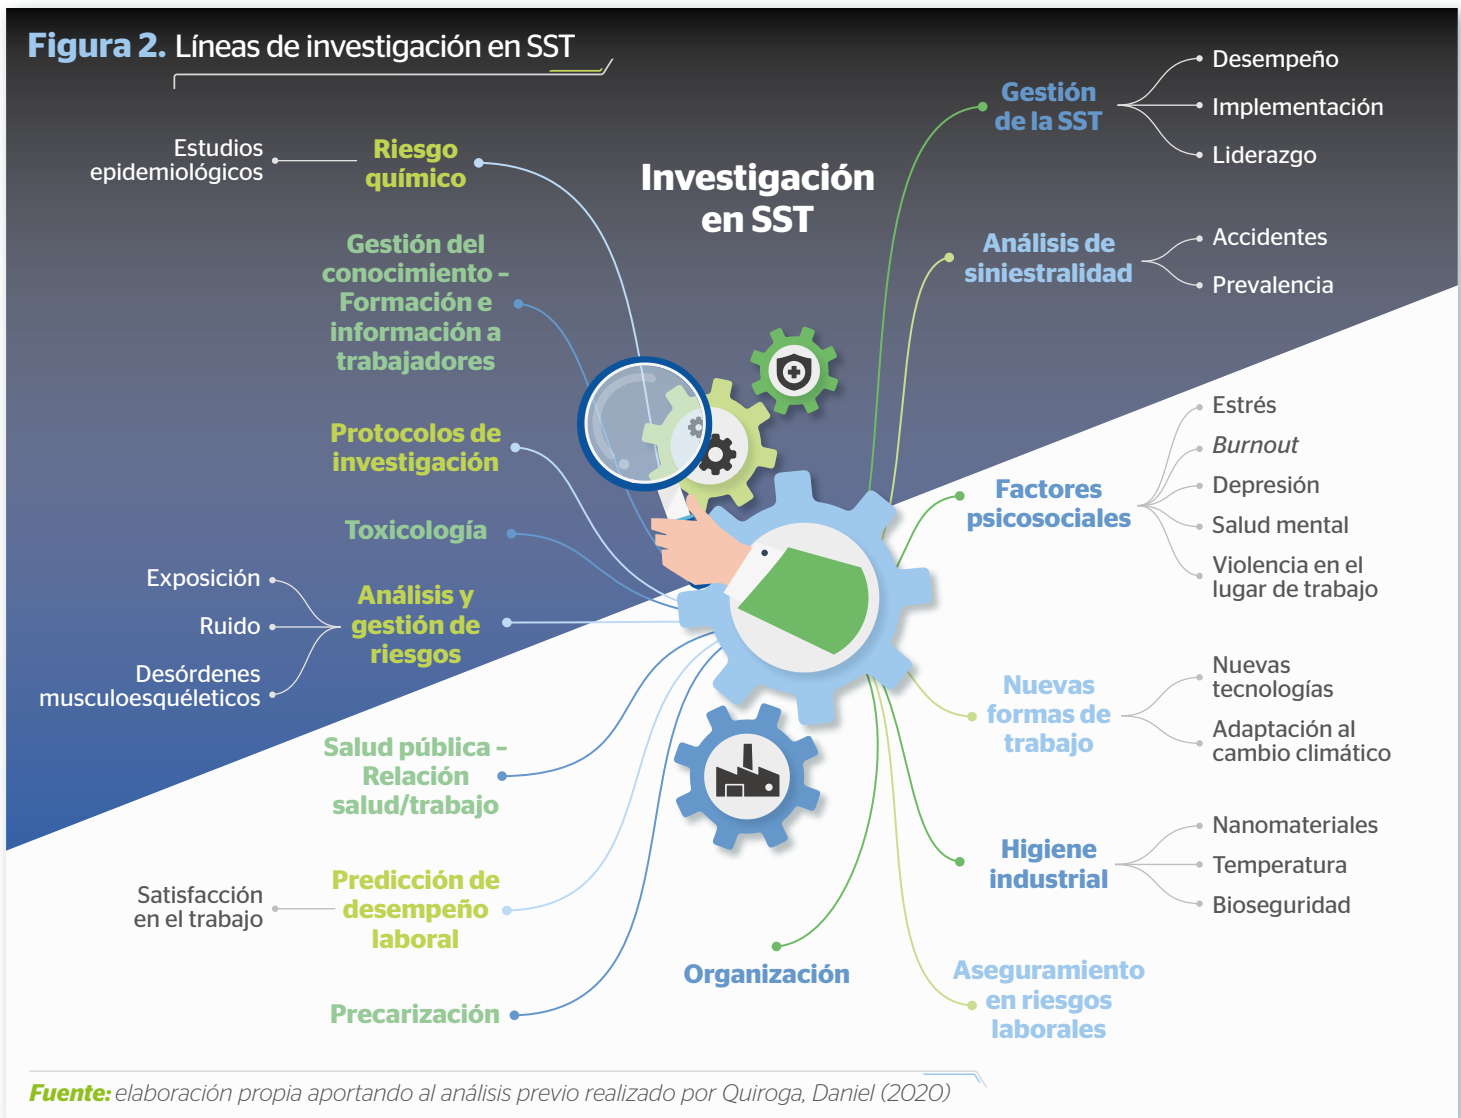 Figura 2. Líneas de investigación en SST
Investigación
en SST
Estudios
epidemiológicos
Riesgo
químico
Gestión del
conocimiento –
Formación e
información a
trabajadores
Protocolos de
investigación
Toxicología
Exposición
Ruido
Desórdenes
musculoesquéleticos
Análisis y
gestión de
riesgos
Salud pública –
Relación
salud/trabajo
Satisfacción
en el trabajo
Predicción de
desempeño
laboral
Precarización
Organización
Gestión
de la SST
Desempeño
Implementación
Liderazgo
Análisis de
siniestralidad
Accidentes
Prevalencia
Factores
psicosociales
Estrés
Burnout
Depresión
Salud mental
Violencia en el
lugar de trabajo
Nuevas
formas de
trabajo
Nuevas
tecnologías
Adaptación al
cambio climático
Higiene
industrial
Nanomateriales
Temperatura
Bioseguridad
Aseguramiento
en riesgos
laborales
Fuente: elaboración propia aportando al análisis previo realizado por Quiroga, Daniel (2020)